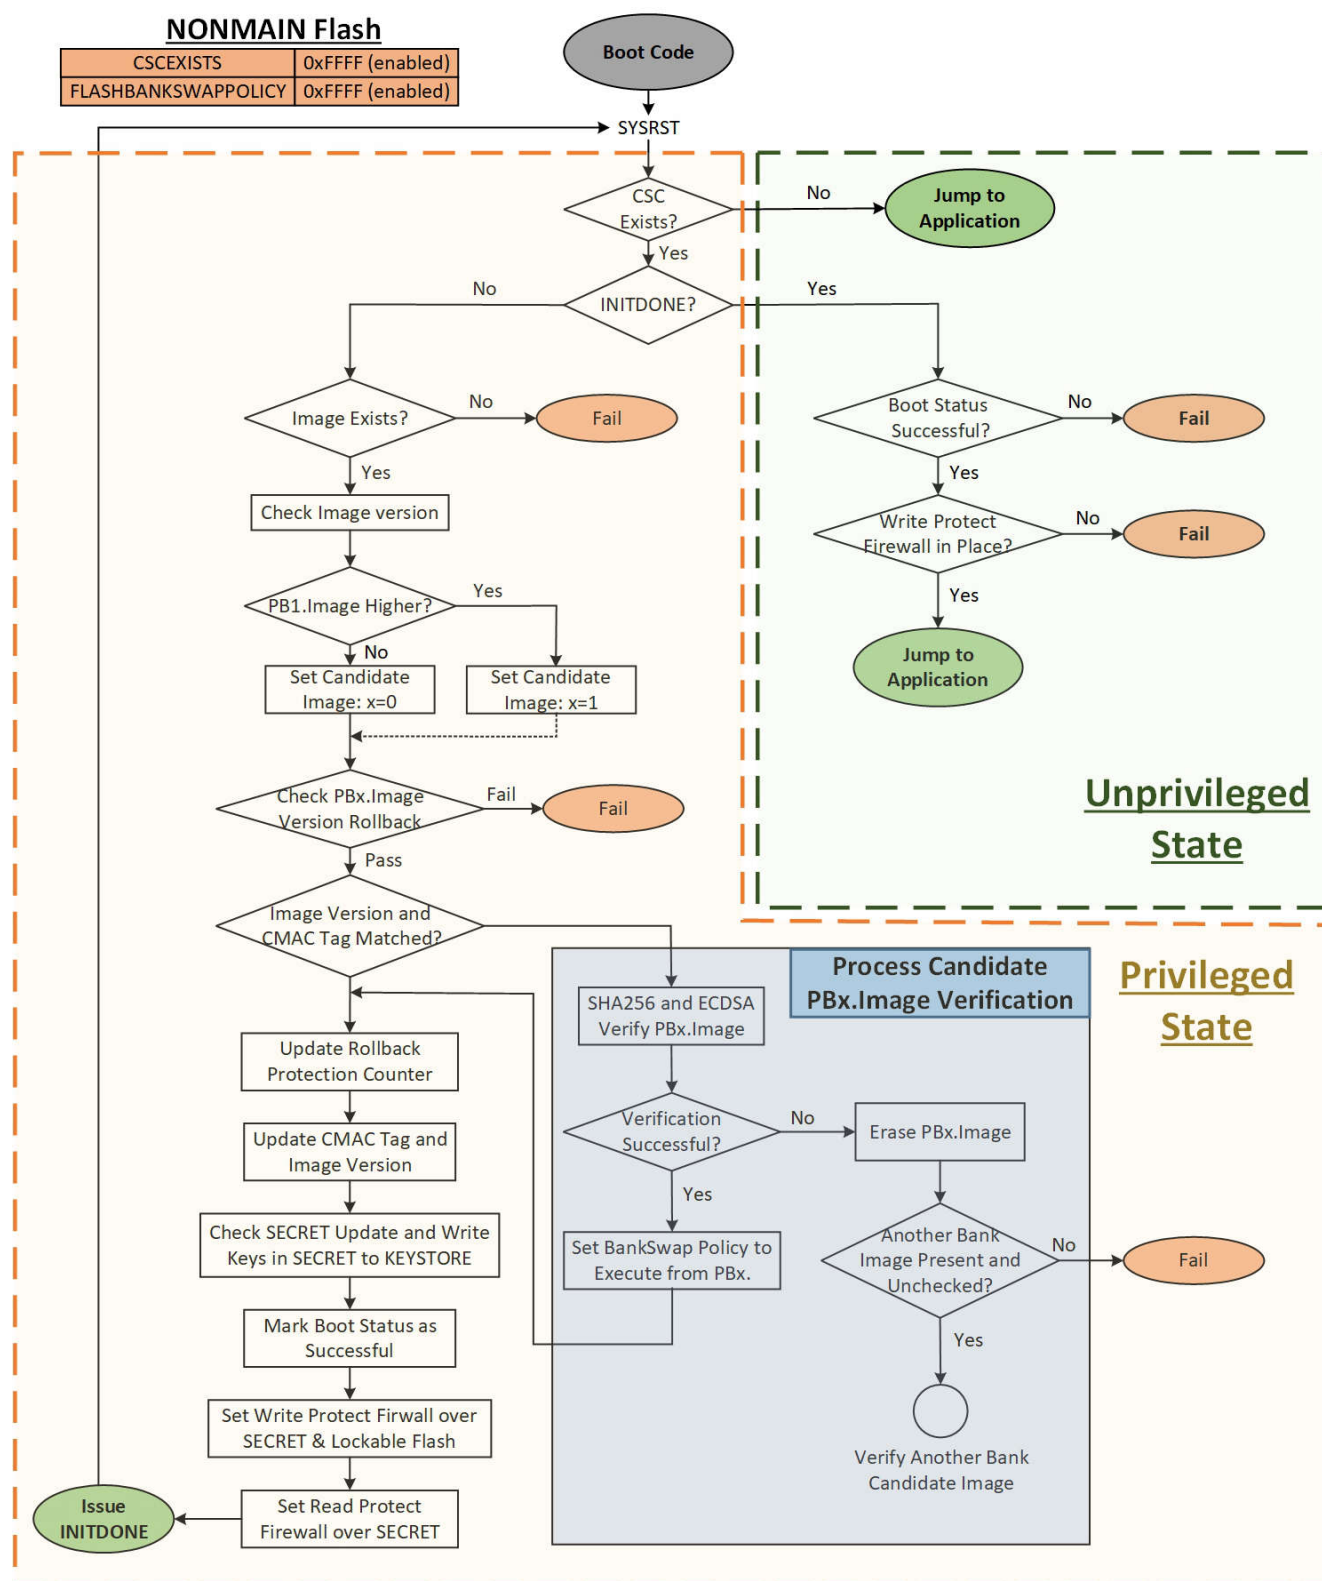 NONMAIN Flash
CSCEXISTS 0xFFFF (enabled)
FLASHBANKSWAPPOLICY 0xFFFF (enabled)
Boot Code
SYSRST
CSC
Exists?
No
Jump to
Application
Yes
INITDONE?
No
Yes
Image Exists?
No
Fail
Yes
Check Image version
PB1.Image Higher?
Yes
No
Set Candidate
Image: x=0
Set Candidate
Image: x=1
Boot Status
Successful?
No
Fail
Yes
Write Protect
Firewall in Place?
No
Fail
Yes
Jump to
Application
Unprivileged
State
Check PBx.Image
Version Rollback
Fail
Fail
Pass
Image Version and
CMAC Tag Matched?
Privileged
State
Process Candidate
PBx.Image Verification
SHA256 and ECDSA
Verify PBx.Image
Verification
Successful?
No
Erase PBx.Image
Yes
Set BankSwap Policy to
Execute from PBx.
Another Bank
Image Present and
Unchecked?
No
Fail
Yes
Verify Another Bank
Candidate Image
Update Rollback
Protection Counter
Update CMAC Tag and
Image Version
Check SECRET Update and Write
Keys in SECRET to KEYSTORE
Mark Boot Status as
Successful
Set Write Protect Firwall over
SECRET & Lockable Flash
Set Read Protect
Firewall over SECRET
Issue
INITDONE